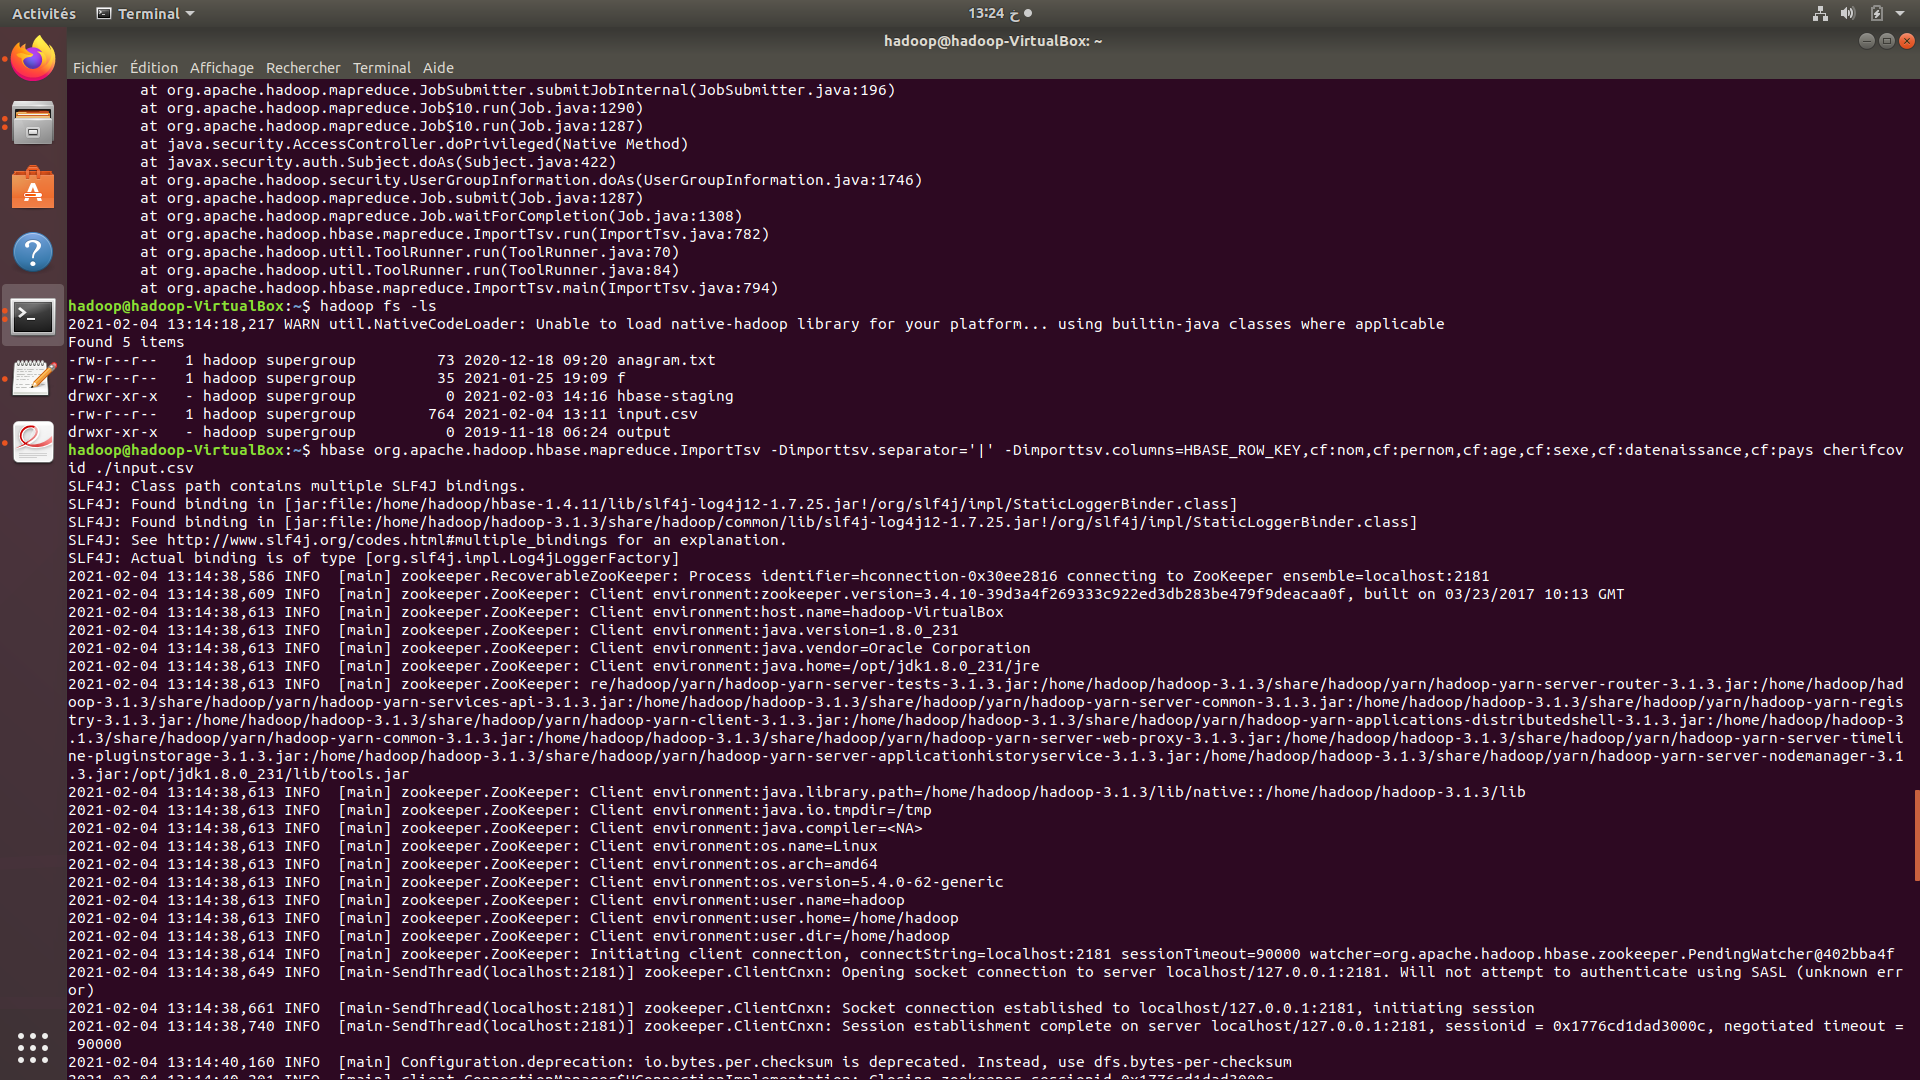 Activités
Terminal
13:24 خ
hadoop@hadoop-VirtualBox: ~
Fichier Édition Affichage Rechercher Terminal Aide
at org.apache.hadoop.mapreduce.JobSubmitter.submitJobInternal(JobSubmitter.java:196)
at org.apache.hadoop.mapreduce.Job$10.run(Job.java:1290)
at org.apache.hadoop.mapreduce.Job$10.run(Job.java:1287)
at java.security.AccessController.doPrivileged(Native Method)
at javax.security.auth.Subject.doAs(Subject.java:422)
at org.apache.hadoop.security.UserGroupInformation.doAs(UserGroupInformation.java:1746)
at org.apache.hadoop.mapreduce.Job.submit(Job.java:1287)
at org.apache.hadoop.mapreduce.Job.waitForCompletion(Job.java:1308)
at org.apache.hadoop.hbase.mapreduce.ImportTsv.run(ImportTsv.java:782)
at org.apache.hadoop.util.ToolRunner.run(ToolRunner.java:70)
at org.apache.hadoop.util.ToolRunner.run(ToolRunner.java:84)
at org.apache.hadoop.hbase.mapreduce.ImportTsv.main(ImportTsv.java:794)
hadoop@hadoop-VirtualBox:~$ hadoop fs -ls
2021-02-04 13:14:18,217 WARN util.NativeCodeLoader: Unable to load native-hadoop library for your platform... using builtin-java classes where applicable
Found 5 items
-rw-r--r--   1 hadoop supergroup         73 2020-12-18 09:20 anagram.txt
-rw-r--r--   1 hadoop supergroup         35 2021-01-25 19:09 f
drwxr-xr-x   - hadoop supergroup          0 2021-02-03 14:16 hbase-staging
-rw-r--r--   1 hadoop supergroup        764 2021-02-04 13:11 input.csv
drwxr-xr-x   - hadoop supergroup          0 2019-11-18 06:24 output
hadoop@hadoop-VirtualBox:~$ hbase org.apache.hadoop.hbase.mapreduce.ImportTsv -Dimporttsv.separator='|' -Dimporttsv.columns=HBASE_ROW_KEY,cf:nom,cf:pernom,cf:age,cf:sexe,cf:datenaissance,cf:pays cherifcov
id ./input.csv
SLF4J: Class path contains multiple SLF4J bindings.
SLF4J: Found binding in [jar:file:/home/hadoop/hbase-1.4.11/lib/slf4j-log4j12-1.7.25.jar!/org/slf4j/impl/StaticLoggerBinder.class]
SLF4J: Found binding in [jar:file:/home/hadoop/hadoop-3.1.3/share/hadoop/common/lib/slf4j-log4j12-1.7.25.jar!/org/slf4j/impl/StaticLoggerBinder.class]
SLF4J: See http://www.slf4j.org/codes.html#multiple_bindings for an explanation.
SLF4J: Actual binding is of type [org.slf4j.impl.Log4jLoggerFactory]
2021-02-04 13:14:38,586 INFO  [main] zookeeper.RecoverableZooKeeper: Process identifier=hconnection-0x30ee2816 connecting to ZooKeeper ensemble=localhost:2181
2021-02-04 13:14:38,609 INFO  [main] zookeeper.ZooKeeper: Client environment:zookeeper.version=3.4.10-39d3a4f269333c922ed3db283be479f9deacaa0f, built on 03/23/2017 10:13 GMT
2021-02-04 13:14:38,613 INFO  [main] zookeeper.ZooKeeper: Client environment:host.name=hadoop-VirtualBox
2021-02-04 13:14:38,613 INFO  [main] zookeeper.ZooKeeper: Client environment:java.version=1.8.0_231
2021-02-04 13:14:38,613 INFO  [main] zookeeper.ZooKeeper: Client environment:java.vendor=Oracle Corporation
2021-02-04 13:14:38,613 INFO  [main] zookeeper.ZooKeeper: Client environment:java.home=/opt/jdk1.8.0_231/jre
2021-02-04 13:14:38,613 INFO  [main] zookeeper.ZooKeeper: re/hadoop/yarn/hadoop-yarn-server-tests-3.1.3.jar:/home/hadoop/hadoop-3.1.3/share/hadoop/yarn/hadoop-yarn-server-router-3.1.3.jar:/home/hadoop/had
oop-3.1.3/share/hadoop/yarn/hadoop-yarn-services-api-3.1.3.jar:/home/hadoop/hadoop-3.1.3/share/hadoop/yarn/hadoop-yarn-server-common-3.1.3.jar:/home/hadoop/hadoop-3.1.3/share/hadoop/yarn/hadoop-yarn-regis
try-3.1.3.jar:/home/hadoop/hadoop-3.1.3/share/hadoop/yarn/hadoop-yarn-client-3.1.3.jar:/home/hadoop/hadoop-3.1.3/share/hadoop/yarn/hadoop-yarn-applications-distributedshell-3.1.3.jar:/home/hadoop/hadoop-3
.1.3/share/hadoop/yarn/hadoop-yarn-common-3.1.3.jar:/home/hadoop/hadoop-3.1.3/share/hadoop/yarn/hadoop-yarn-server-web-proxy-3.1.3.jar:/home/hadoop/hadoop-3.1.3/share/hadoop/yarn/hadoop-yarn-server-timeli
ne-pluginstorage-3.1.3.jar:/home/hadoop/hadoop-3.1.3/share/hadoop/yarn/hadoop-yarn-server-applicationhistoryservice-3.1.3.jar:/home/hadoop/hadoop-3.1.3/share/hadoop/yarn/hadoop-yarn-server-nodemanager-3.1
.3.jar:/opt/jdk1.8.0_231/lib/tools.jar
2021-02-04 13:14:38,613 INFO  [main] zookeeper.ZooKeeper: Client environment:java.library.path=/home/hadoop/hadoop-3.1.3/lib/native::/home/hadoop/hadoop-3.1.3/lib
2021-02-04 13:14:38,613 INFO  [main] zookeeper.ZooKeeper: Client environment:java.io.tmpdir=/tmp
2021-02-04 13:14:38,613 INFO  [main] zookeeper.ZooKeeper: Client environment:java.compiler=<NA>
2021-02-04 13:14:38,613 INFO  [main] zookeeper.ZooKeeper: Client environment:os.name=Linux
2021-02-04 13:14:38,613 INFO  [main] zookeeper.ZooKeeper: Client environment:os.arch=amd64
2021-02-04 13:14:38,613 INFO  [main] zookeeper.ZooKeeper: Client environment:os.version=5.4.0-62-generic
2021-02-04 13:14:38,613 INFO  [main] zookeeper.ZooKeeper: Client environment:user.name=hadoop
2021-02-04 13:14:38,613 INFO  [main] zookeeper.ZooKeeper: Client environment:user.home=/home/hadoop
2021-02-04 13:14:38,613 INFO  [main] zookeeper.ZooKeeper: Client environment:user.dir=/home/hadoop
2021-02-04 13:14:38,614 INFO  [main] zookeeper.ZooKeeper: Initiating client connection, connectString=localhost:2181 sessionTimeout=90000 watcher=org.apache.hadoop.hbase.zookeeper.PendingWatcher@402bba4f
2021-02-04 13:14:38,649 INFO  [main-SendThread(localhost:2181)] zookeeper.ClientCnxn: Opening socket connection to server localhost/127.0.0.1:2181. Will not attempt to authenticate using SASL (unknown err
or)
2021-02-04 13:14:38,661 INFO  [main-SendThread(localhost:2181)] zookeeper.ClientCnxn: Socket connection established to localhost/127.0.0.1:2181, initiating session
2021-02-04 13:14:38,740 INFO  [main-SendThread(localhost:2181)] zookeeper.ClientCnxn: Session establishment complete on server localhost/127.0.0.1:2181, sessionid = 0x1776cd1dad3000c, negotiated timeout =
90000
2021-02-04 13:14:40,160 INFO  [main] Configuration.deprecation: io.bytes.per.checksum is deprecated. Instead, use dfs.bytes-per-checksum
2021-02-04 13:14:40,201 INFO  [main] client.ConnectionManager$HConnectionImplementation: Closing zookeeper sessionid 0x1776cd1dad3000c